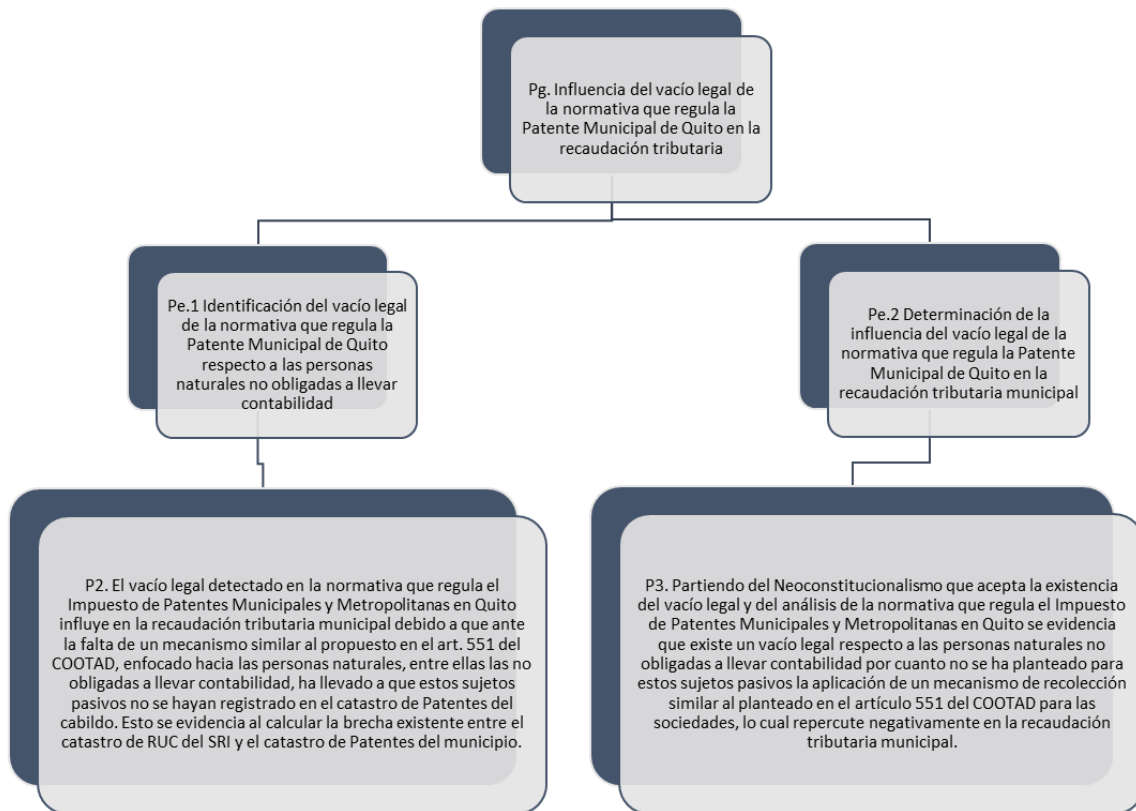 Pg. Influencia del vacío legal de
la normativa que regula la
Patente Municipal de Quito en la
recaudación tributaria
Pe.1 Identificación del vacío legal
de la normativa que regula la
Patente Municipal de Quito
respecto a las personas
naturales no obligadas a llevar
contabilidad
Pe.2 Determinación de la
influencia del vacío legal de la
normativa que regula la Patente
Municipal de Quito en la
recaudación tributaria municipal
P2. El vacío legal detectado en la normativa que regula el
Impuesto de Patentes Municipales y Metropolitanas en Quito
influye en la recaudación tributaria municipal debido a que ante
la falta de un mecanismo similar al propuesto en el art. 551 del
COOTAD, enfocado hacia las personas naturales, entre ellas las
no obligadas a llevar contabilidad, ha llevado a que estos sujetos
pasivos no se hayan registrado en el catastro de Patentes del
cabildo. Esto se evidencia al calcular la brecha existente entre el
catastro de RUC del SRI y el catastro de Patentes del municipio.
P3. Partiendo del Neoconstitucionalismo que acepta la existencia
del vacío legal y del análisis de la normativa que regula el Impuesto
de Patentes Municipales y Metropolitanas en Quito se evidencia
que existe un vacío legal respecto a las personas naturales no
obligadas a llevar contabilidad por cuanto no se ha planteado para
estos sujetos pasivos la aplicación de un mecanismo de recolección
similar al planteado en el artículo 551 del COOTAD para las
sociedades, lo cual repercute negativamente en la recaudación
tributaria municipal.